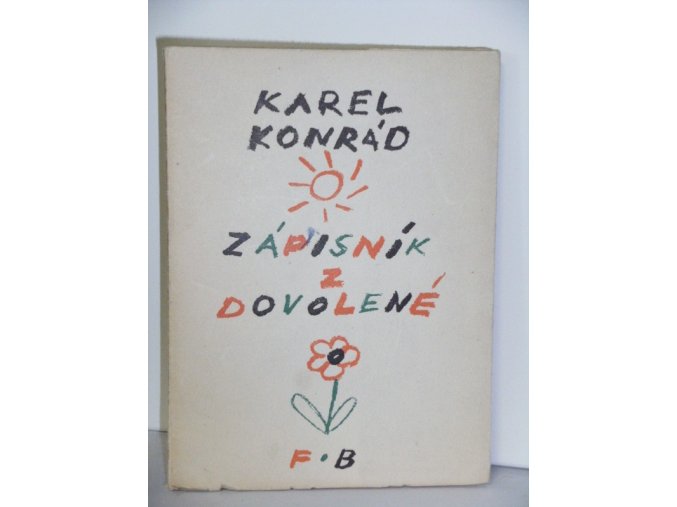 KAREL
KONRÁD
ZÁPISNÍK
Z
DOVOLENÉ
F·B